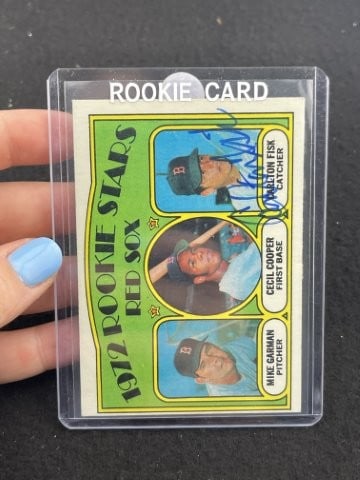 ROOKIE CARD
1972 ROOKIE STARS
RED SOX
CARLTON FISK
CATCHER
CECIL COOPER
FIRST BASE
MIKE GARMAN
PITCHER
B
B